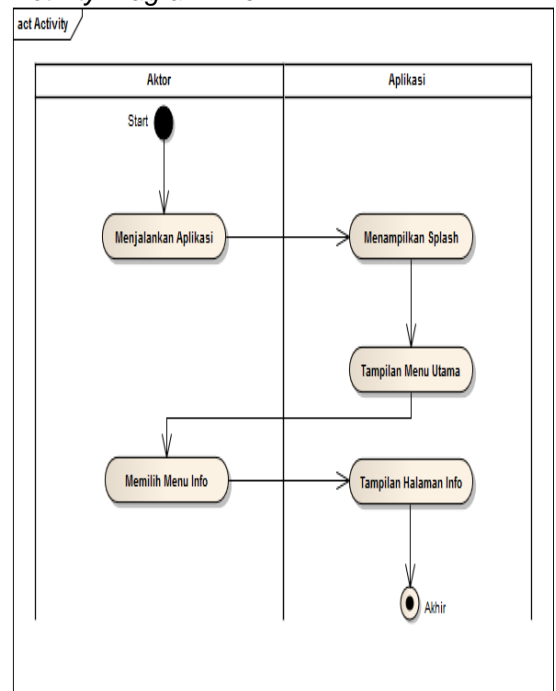 act Activity
Aktor
Aplikasi
Start
Menjalankan Aplikasi
Menampilkan Splash
Tampilan Menu Utama
Memilih Menu Info
Tampilan Halaman Info
Akhir